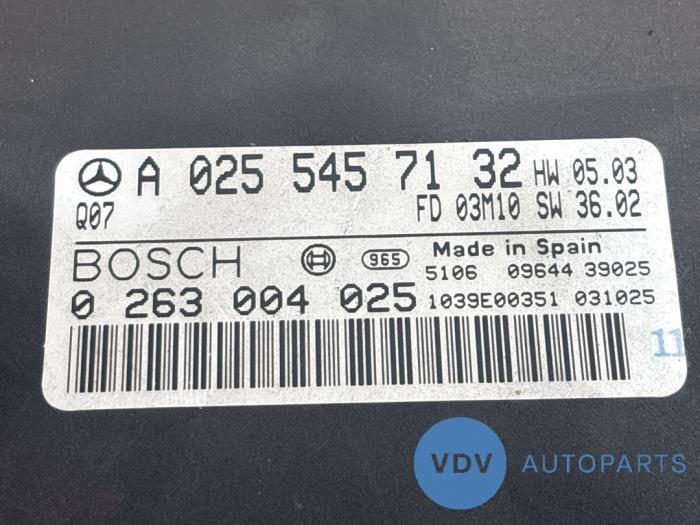 A 025 545 71 32 HW 05.03
Q07 FD 03M10 SW 36.02
BOSCH 965 Made in Spain
5106 09644 39025
0 263 004 025 1039E00351 031025
11
VDV AUTOPARTS